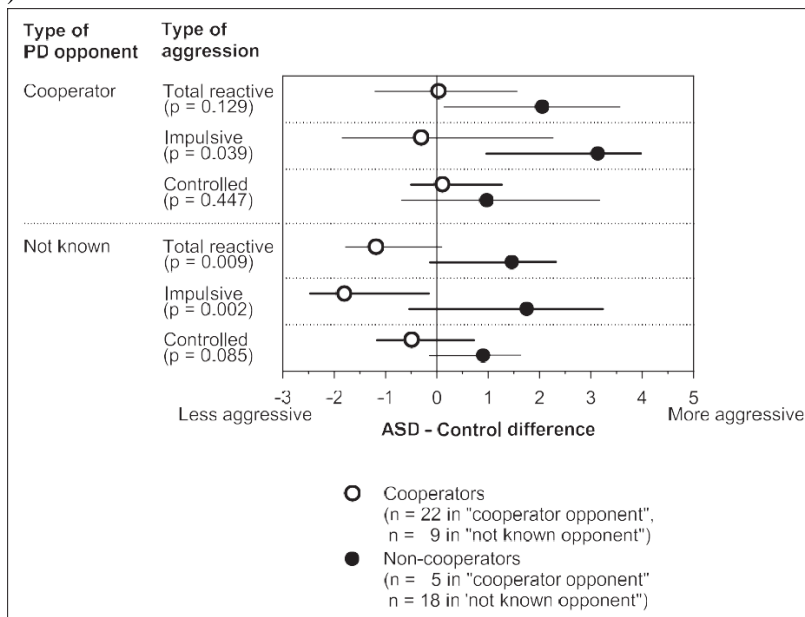 )
Type of PD opponent
Type of aggression
Cooperator
Total reactive
(p = 0.129)
Impulsive
(p = 0.039)
Controlled
(p = 0.447)
Not known
Total reactive
(p = 0.009)
Impulsive
(p = 0.002)
Controlled
(p = 0.085)
-3 -2 -1 0 1 2 3 4 5
Less aggressive
More aggressive
ASD - Control difference
Cooperators
(n = 22 in "cooperator opponent",
n = 9 in "not known opponent")
Non-cooperators
(n = 5 in "cooperator opponent"
n = 18 in 'not known opponent")